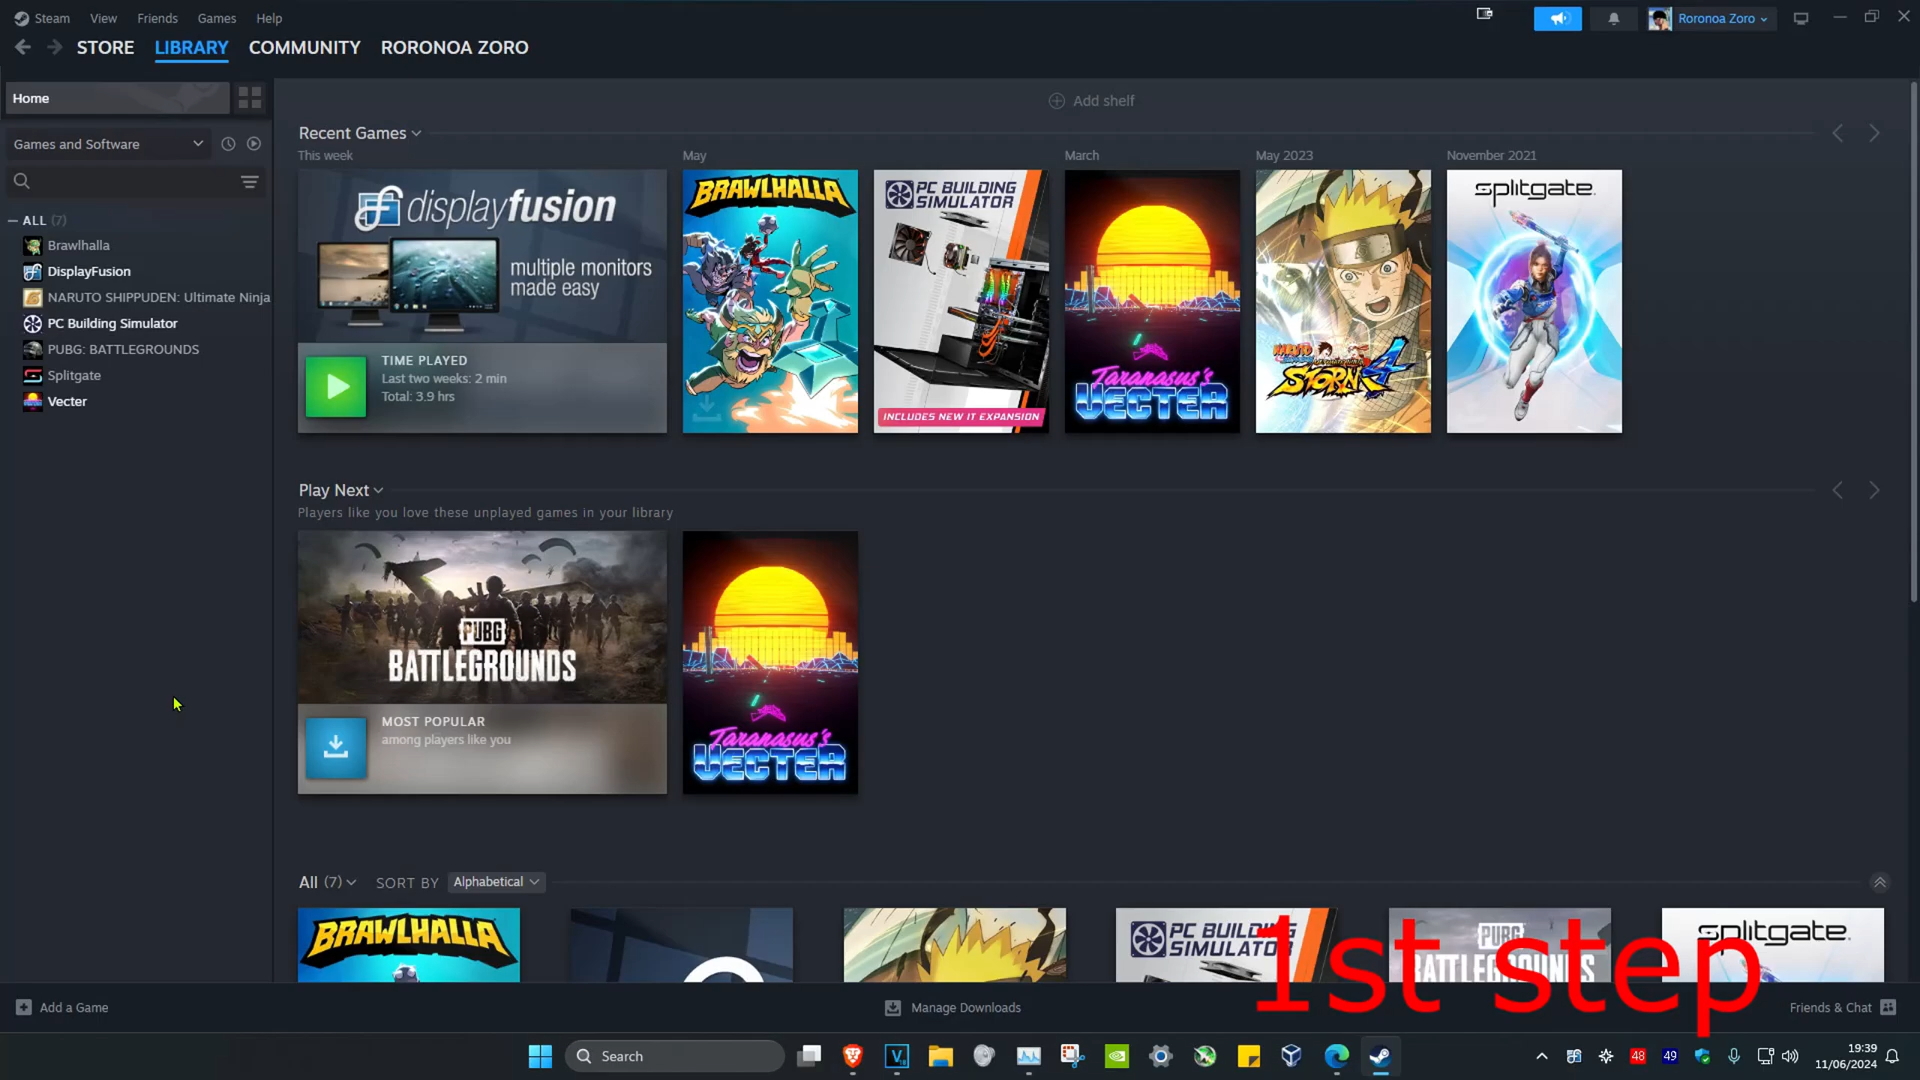 Steam View Friends Games Help
Roronoa Zoro
STORE LIBRARY COMMUNITY RORONOA ZORO
Home
Games and Software
ALL (7)
Brawlhalla
DisplayFusion
NARUTO SHIPPUDEN: Ultimate Ninja
PC Building Simulator
PUBG: BATTLEGROUNDS
Splitgate
Vecter
Add shelf
Recent Games
This week
May
March
May 2023
November 2021
displayfusion
multiple monitors
made easy
TIME PLAYED
Last two weeks: 2 min
Total: 3.9 hrs
BRAWLHALLA
PC BUILDING
SIMULATOR
INCLUDES NEW IT EXPANSION
Taranasus's
VECTER
STORM 4
splitgate
Play Next
Players like you love these unplayed games in your library
PUBG
BATTLEGROUNDS
MOST POPULAR
among players like you
Taranasus's
VECTER
All (7) SORT BY Alphabetical
BRAWLHALLA
PC BUILDING
SIMULATOR
PUBG
BATTLEGROUNDS
splitgate
1st step
Add a Game
Manage Downloads
Friends & Chat
Search
48
49
19:39
11/06/2024